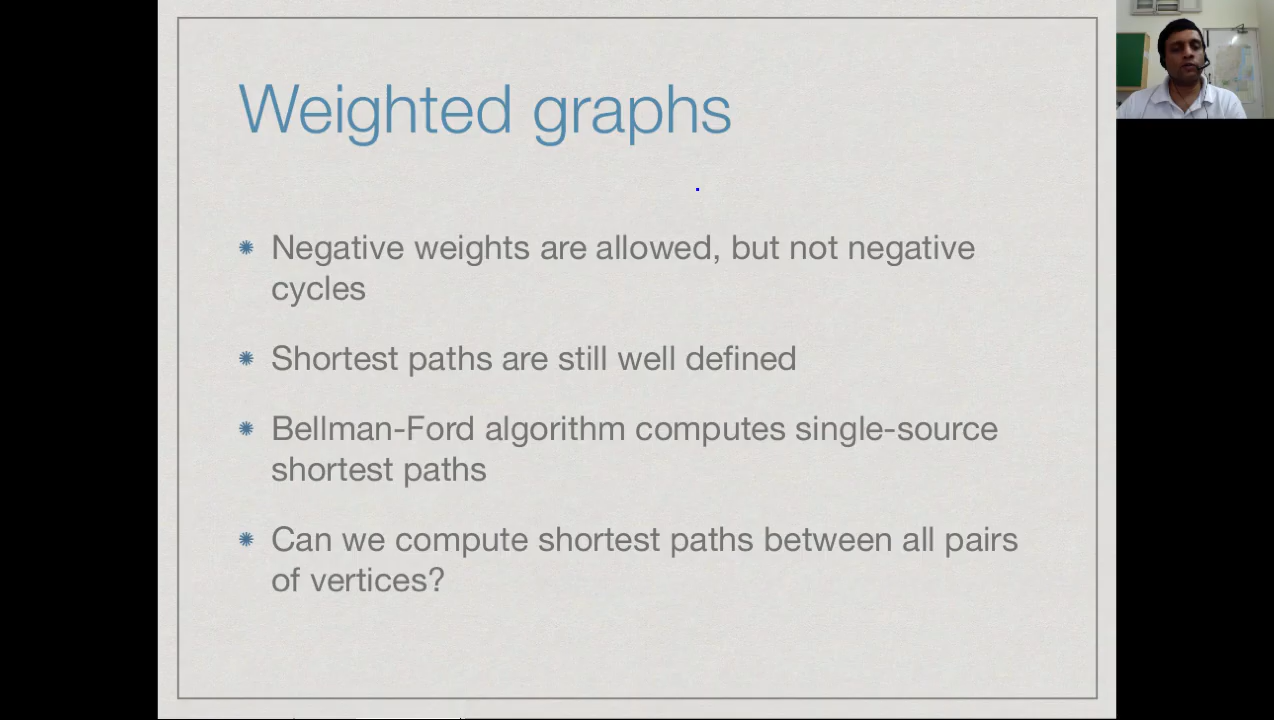 Weighted graphs
Negative weights are allowed, but not negative
cycles
Shortest paths are still well defined
Bellman-Ford algorithm computes single-source
shortest paths
Can we compute shortest paths between all pairs
of vertices?